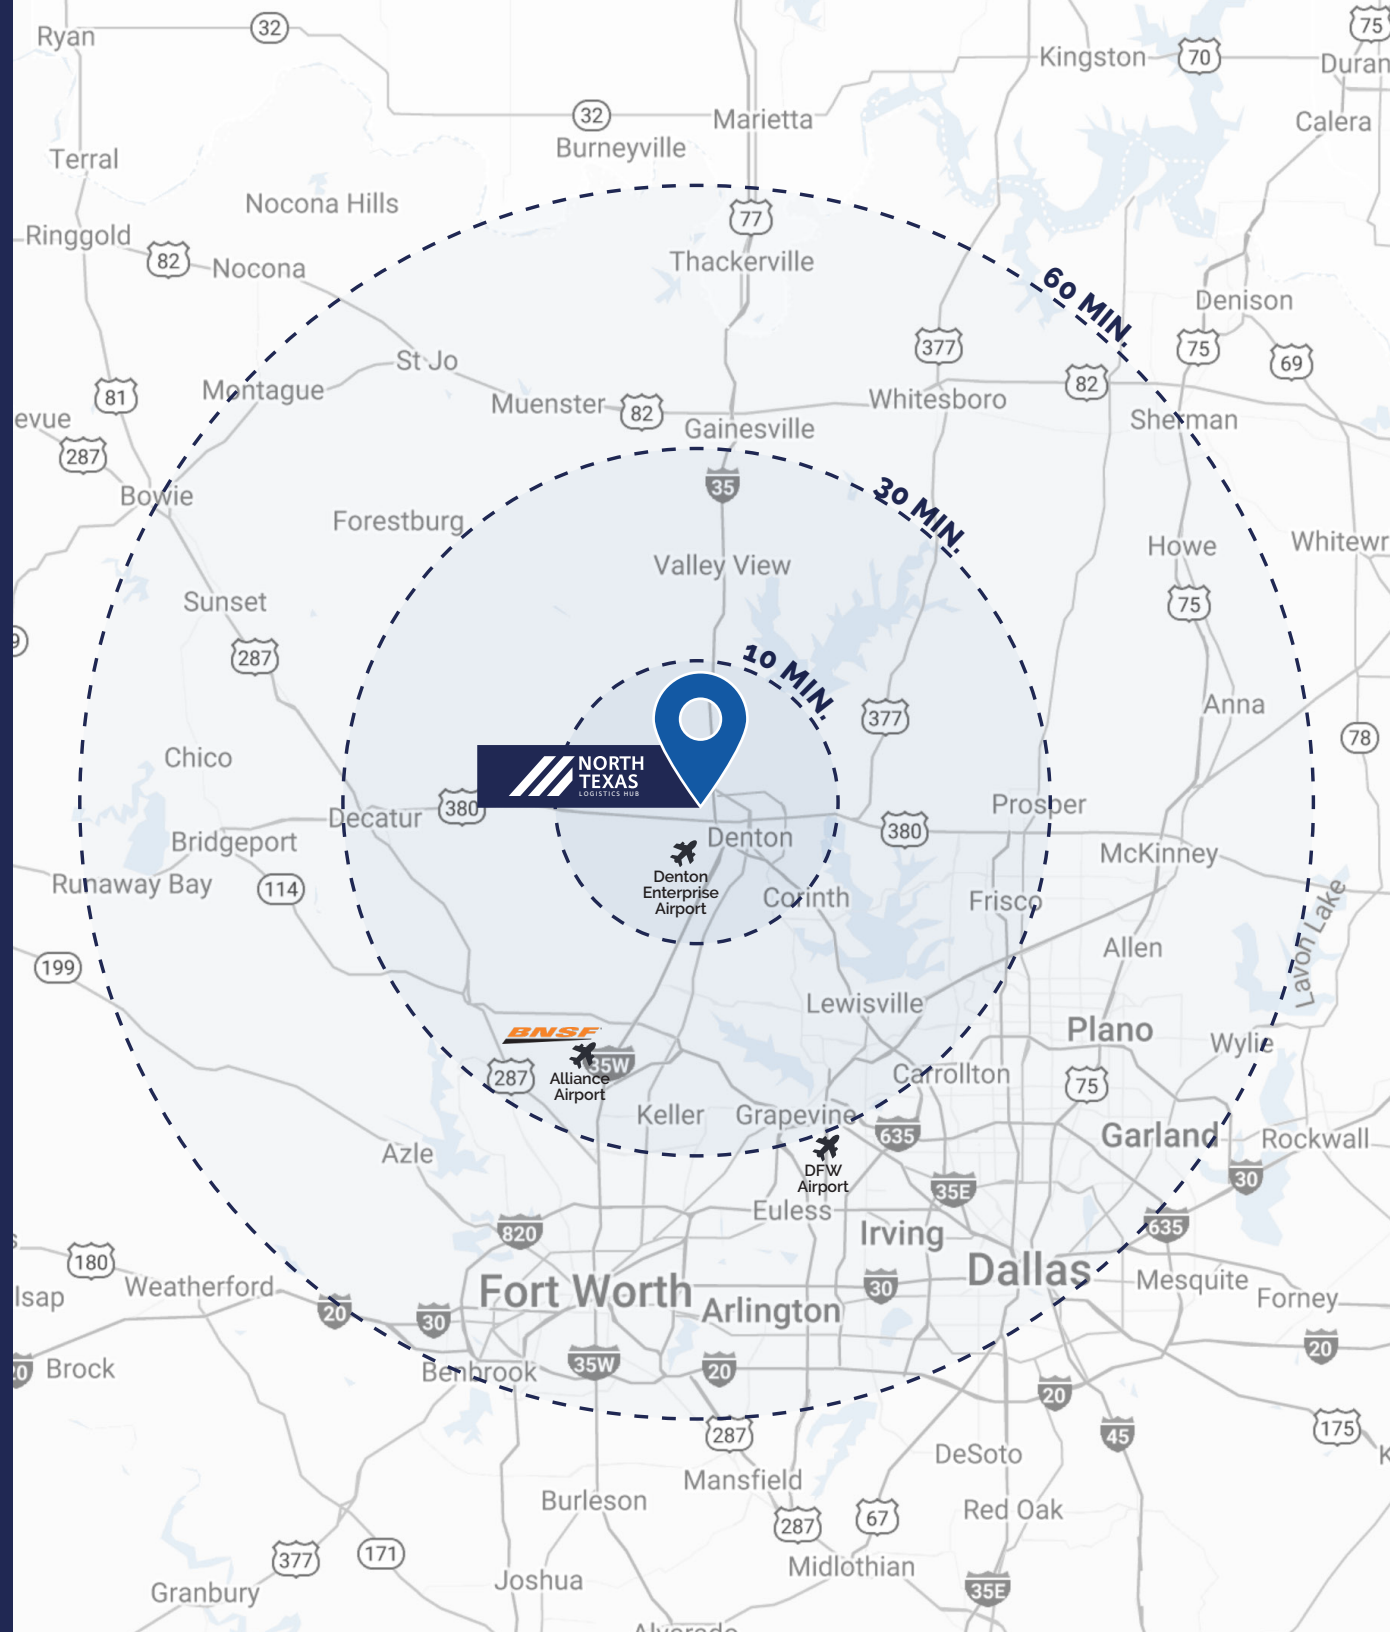 75
Ryan
32
Kingston
70
Duran
32
Marietta
Calera
Burneyville
Terral
Nocona Hills
77
Ringgold
82
Nocona
Thackerville
60 MIN.
Denison
377
75
69
St Jo
Montague
81
82
Muenster
82
Whitesboro
evue
Gainesville
Sherman
287
35
30 MIN.
Bowie
Forestburg
Valley View
Howe
Whitewr
Sunset
75
9
287
10 MIN.
377
Anna
78
Chico
NORTH
TEXAS
LOGISTICS HUB
380
Decatur
Prosper
Bridgeport
Denton
380
McKinney
Runaway Bay
114
Denton
Enterprise
Airport
Corinth
Frisco
Lavon Lake
Allen
199
Lewisville
Plano
BNSF
Wylie
35W
287
Alliance
Airport
Carrollton
75
Keller
Grapevine
635
Garland
Rockwall
Azle
DFW
Airport
30
35E
Euless
635
820
Irving
s
180
Dallas
Weatherford
Fort Worth
30
Mesquite
lsap
20
30
Arlington
Forney
20
Brock
Benbrook
35W
20
20
20
287
45
175
DeSoto
K
Mansfield
Burleson
Red Oak
287
67
377
171
Midlothian
Granbury
Joshua
35E
Alvarado